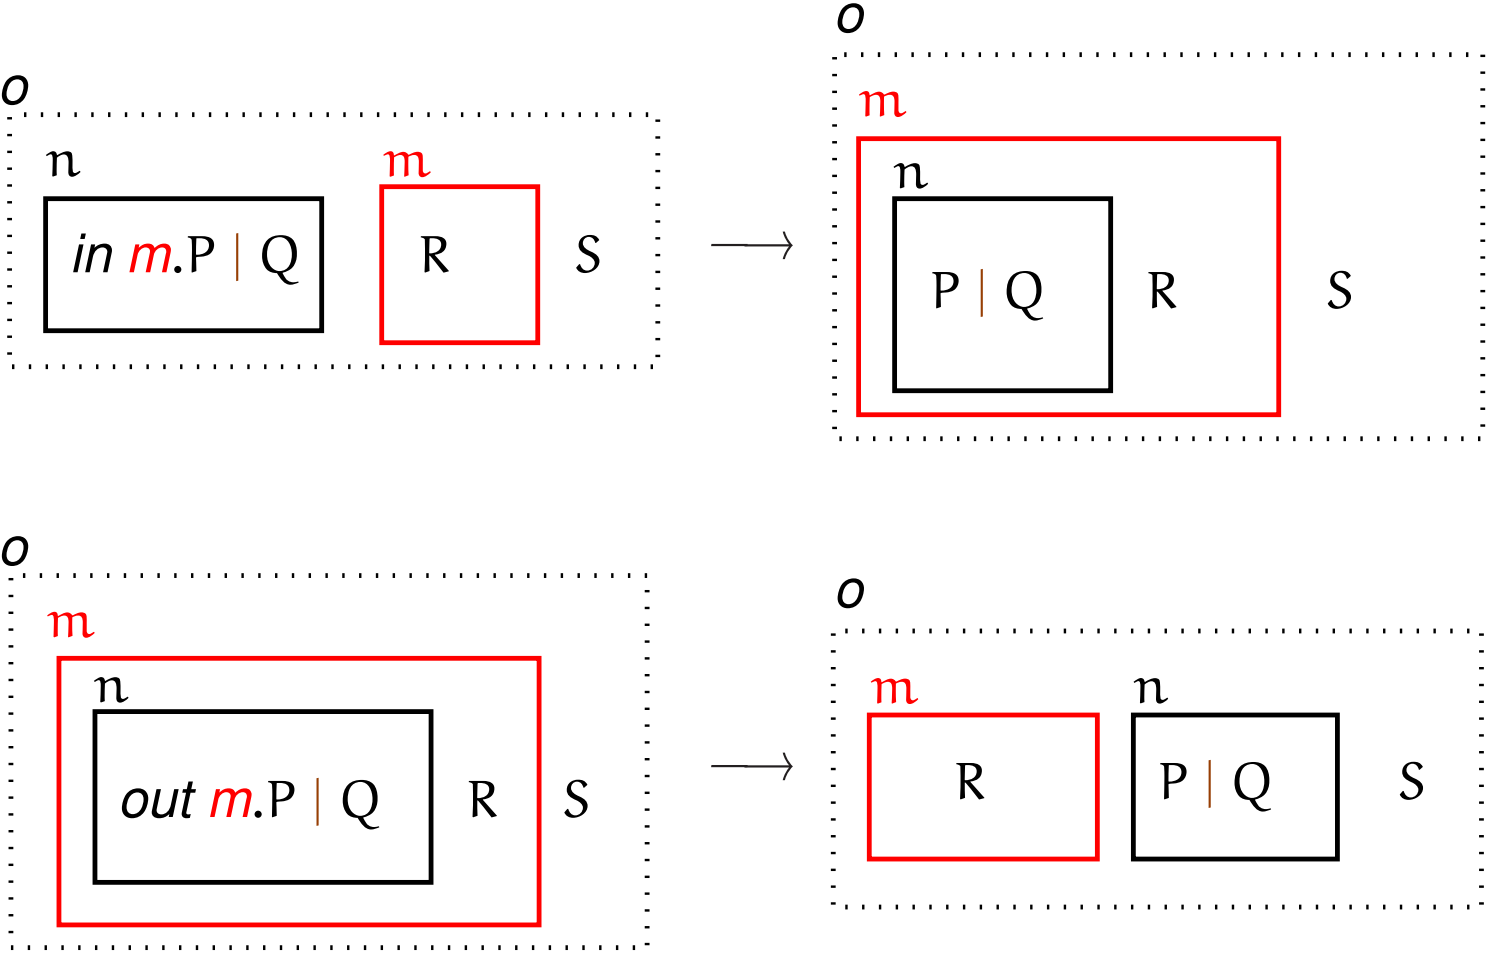 o
n m
in m.P | Q R S
⟶
o
m
n
P | Q R S
o
m
n
out m.P | Q R S
⟶
o
m n
R P | Q S